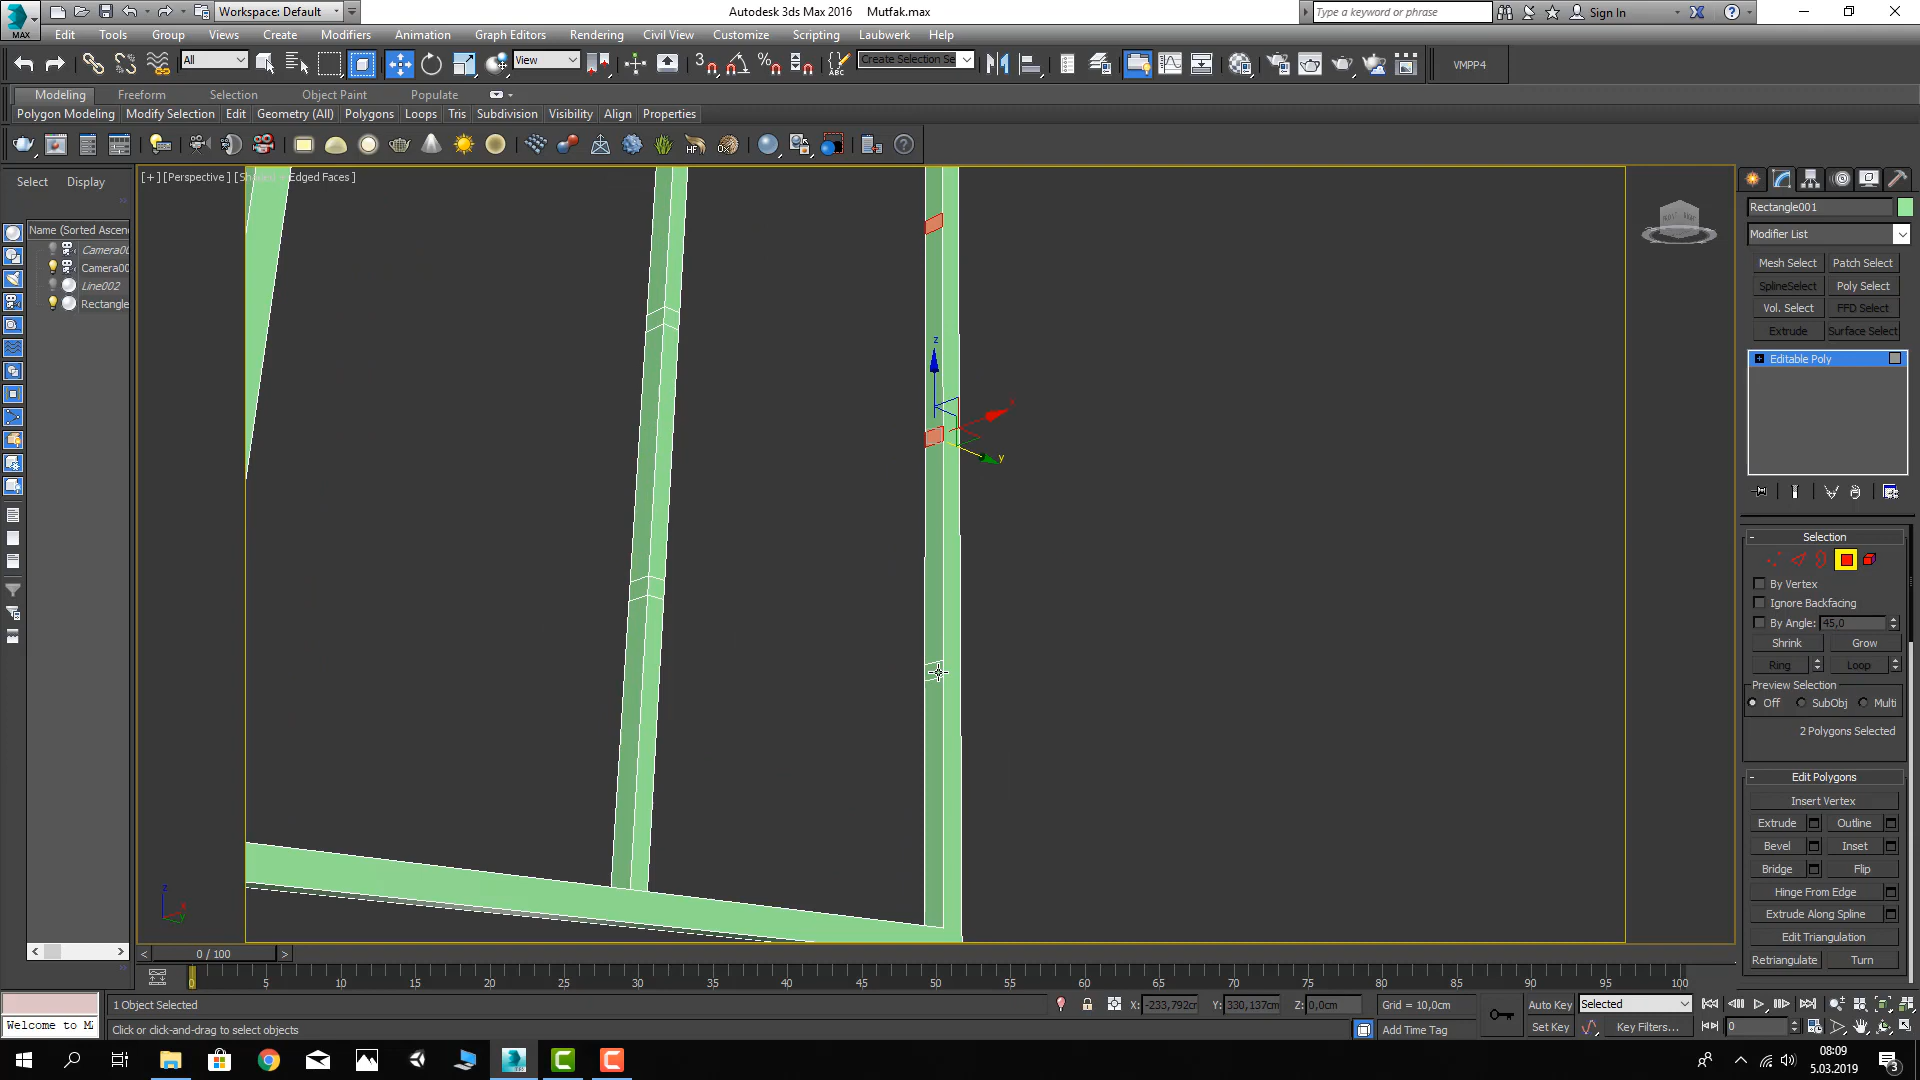 Workspace: Default
Autodesk 3ds Max 2016    Mutfak.max
Type a keyword or phrase
Sign In
MAX
Edit Tools Group Views Create Modifiers Animation Graph Editors Rendering Civil View Customize Scripting Laubwerk Help
All
View
3
ABC
Create Selection Se
VMPP4
Modeling Freeform Selection Object Paint Populate
Polygon Modeling Modify Selection Edit Geometry (All) Polygons Loops Tris Subdivision Visibility Align Properties
HF
Select Display
[+] [Perspective ] [Shaded + Edged Faces ]
Name (Sorted Ascen
Camera00
Camera00
Line002
Rectangle
z
x
y
z
x
y
Rectangle001
Modifier List
Mesh Select Patch Select
SplineSelect Poly Select
Vol. Select FFD Select
Extrude Surface Select
Editable Poly
Selection
By Vertex
Ignore Backfacing
By Angle: 45,0
Shrink Grow
Ring Loop
Preview Selection
Off SubObj Multi
2 Polygons Selected
Edit Polygons
Insert Vertex
Extrude Outline
Bevel Inset
Bridge Flip
Hinge From Edge
Extrude Along Spline
Edit Triangulation
Retriangulate Turn
0 / 100
0 5 10 15 20 25 30 35 40 45 50 55 60 65 70 75 80 85 90 95 100
1 Object Selected
X: -233,792cm Y: 330,137cm Z: 0,0cm Grid = 10,0cm
Auto Key Selected
Welcome to M
Click or click-and-drag to select objects
Add Time Tag
Set Key Key Filters...
0
08:09
5.03.2019
3